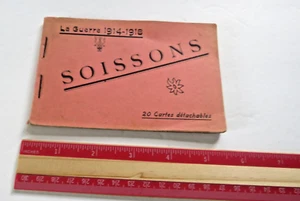 La Guerre 1914-1918
SOISSONS
20 Cartes détachables